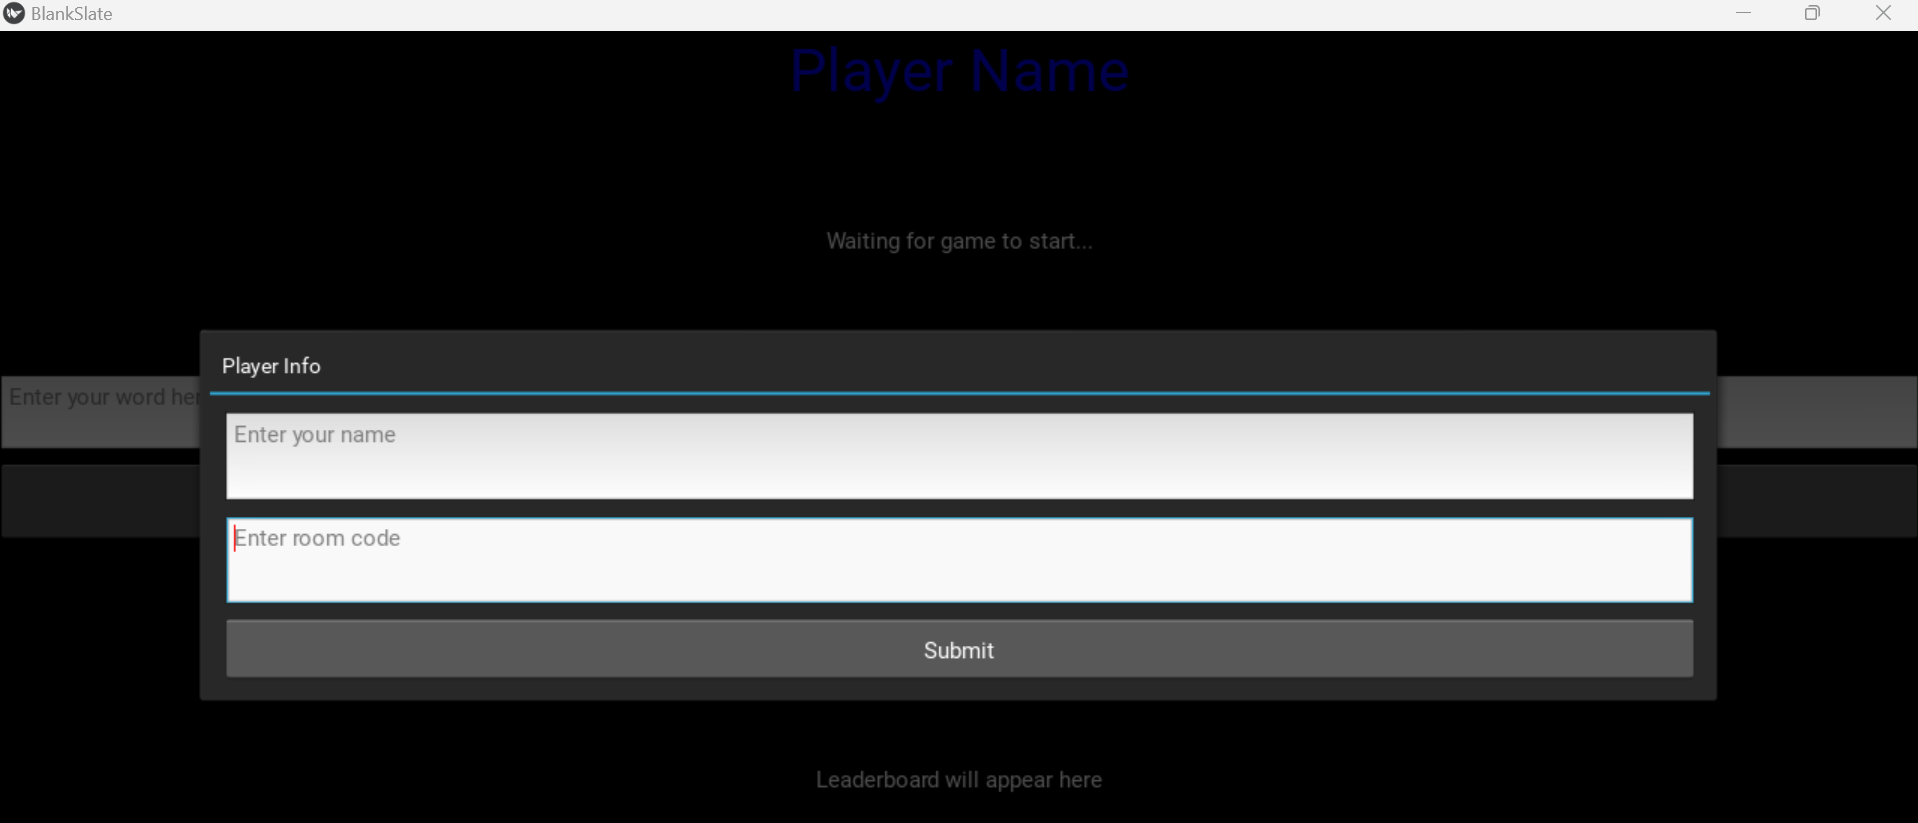 BlankSlate
Player Name
Waiting for game to start...
Player Info
Enter your word her
Enter your name
Enter room code
Submit
Leaderboard will appear here